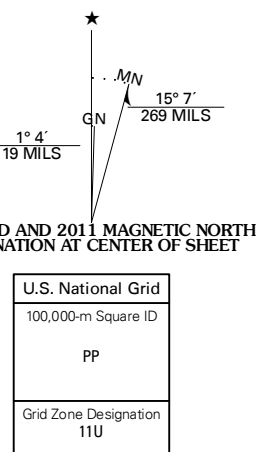 ★
MN
GN
15° 7´
269 MILS
1° 4´
19 MILS
D AND 2011 MAGNETIC NORTH
NATION AT CENTER OF SHEET
U.S. National Grid
100,000-m Square ID
PP
Grid Zone Designation
11U